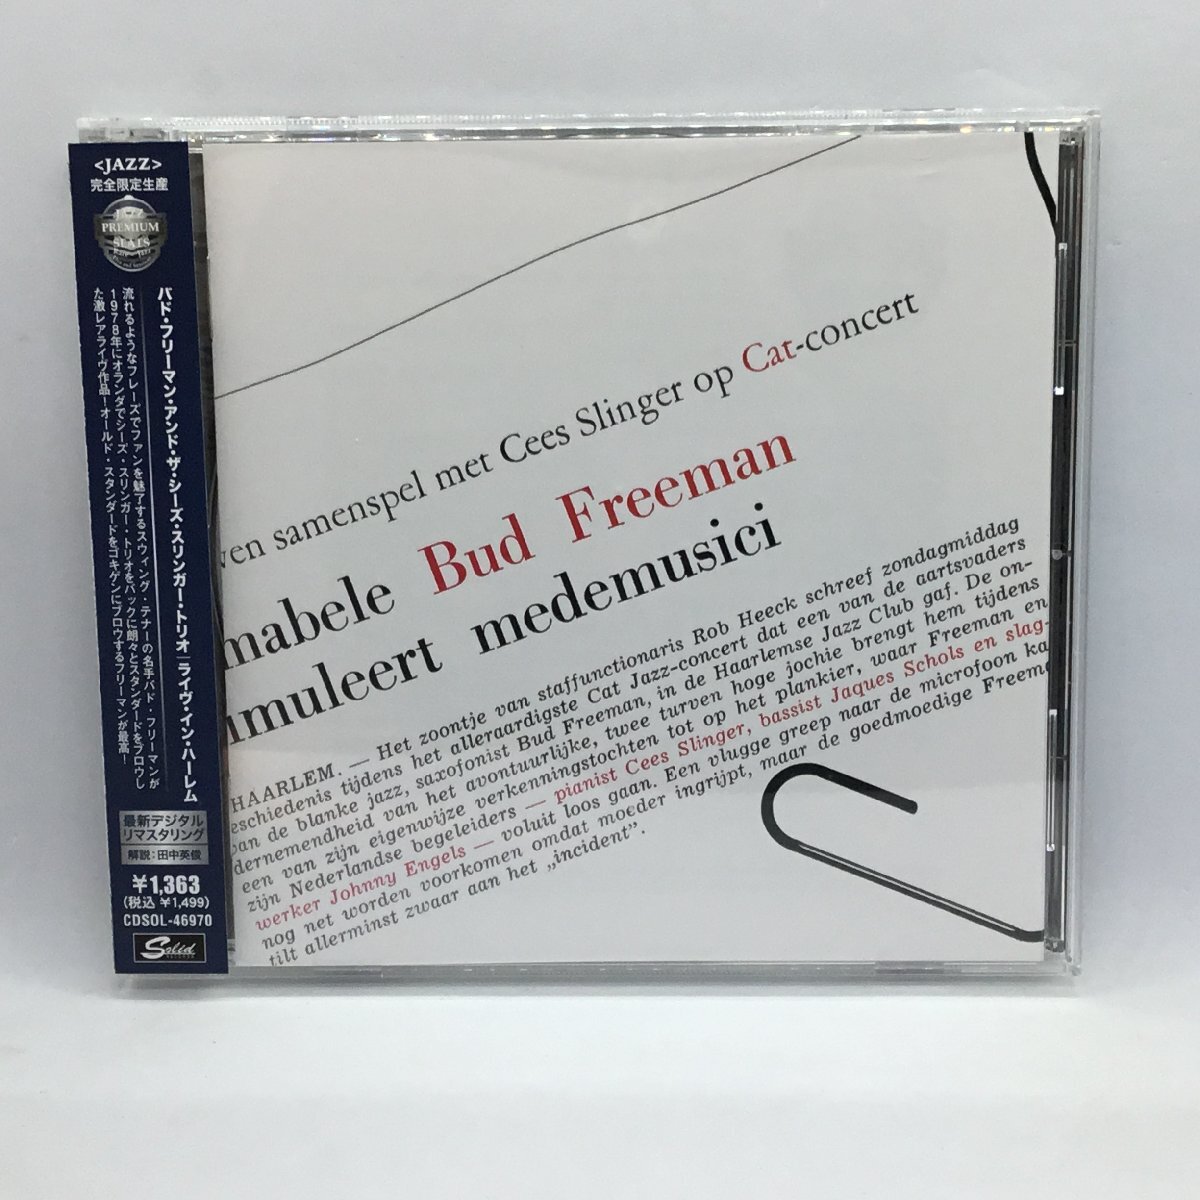 <JAZZ>
完全限定生産
JAZZ
PREMIUM
SEATS
バド・フリーマン・アンド・ザ・シーズ・スリンガー・トリオ｜ライヴ・イン・ハーレム
流れるようなフレーズでファンを魅了するスウィング・テナーの名手バド・フリーマンが
1978年にオランダでシーズ・スリンガー・トリオをバックに朗々とスタンダードをブロウし
た激レアライヴ作品！オールド・スタンダードをゴキゲンにブロウするフリーマンが最高！
最新デジタル
リマスタリング
解説：田中英俊
¥1,363
(税込 ¥1,499)
CDSOL-46970
Solid
RECORDS
ven samenspel met Cees Slinger op Cat-concert
mabele Bud Freeman
imuleert medemusici
HAARLEM. — Het zoontje van staffunctionaris Rob Heeck schreef zondagmiddag
eschiedenis tijdens het alleraardigste Cat Jazz-concert dat een van de aartsvaders
van de blanke jazz, saxofonist Bud Freeman, in de Haarlemse Jazz Club gaf. De on-
dernemendheid van het avontuurlijke, twee turven hoge jochie brengt hem tijdens
een van zijn eigenwijze verkenningstochten tot op het plankier, waar Freeman en
zijn Nederlandse begeleiders — pianist Cees Slinger, bassist Jaques Schols en slag-
werker Johnny Engels — voluit loos gaan. Een vlugge greep naar de microfoon ka
nog net worden voorkomen omdat moeder ingrijpt, maar de goedmoedige Freem
tilt allerminst zwaar aan het „incident”.